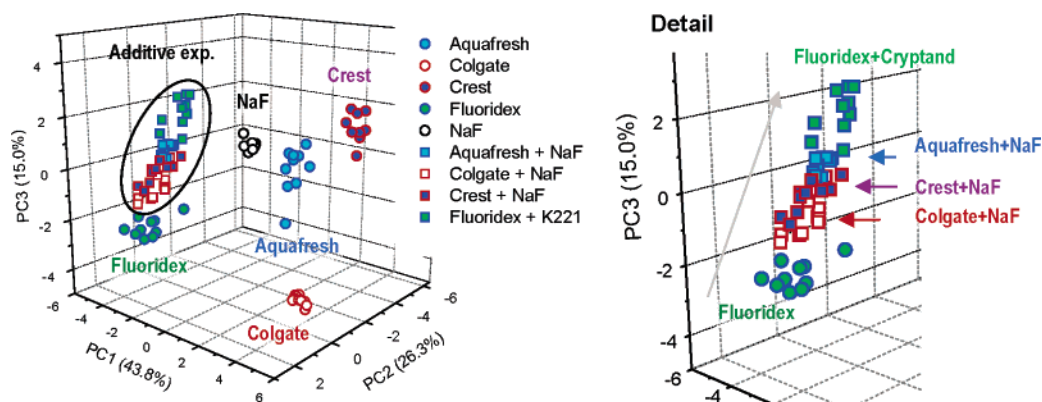 Additive exp.
NaF
Crest
Aquafresh
Fluoridex
Colgate
PC3 (15.0%)
4
2
0
-2
-4
-6
PC1 (43.8%)
-4
-2
0
2
4
6
PC2 (26.3%)
2
0
-2
-4
-6
Aquafresh
Colgate
Crest
Fluoridex
NaF
Aquafresh + NaF
Colgate + NaF
Crest + NaF
Fluoridex + K221
Detail
Fluoridex+Cryptand
Aquafresh+NaF
Crest+NaF
Colgate+NaF
Fluoridex
PC3 (15.0%)
2
0
-2
-4
-6
-4